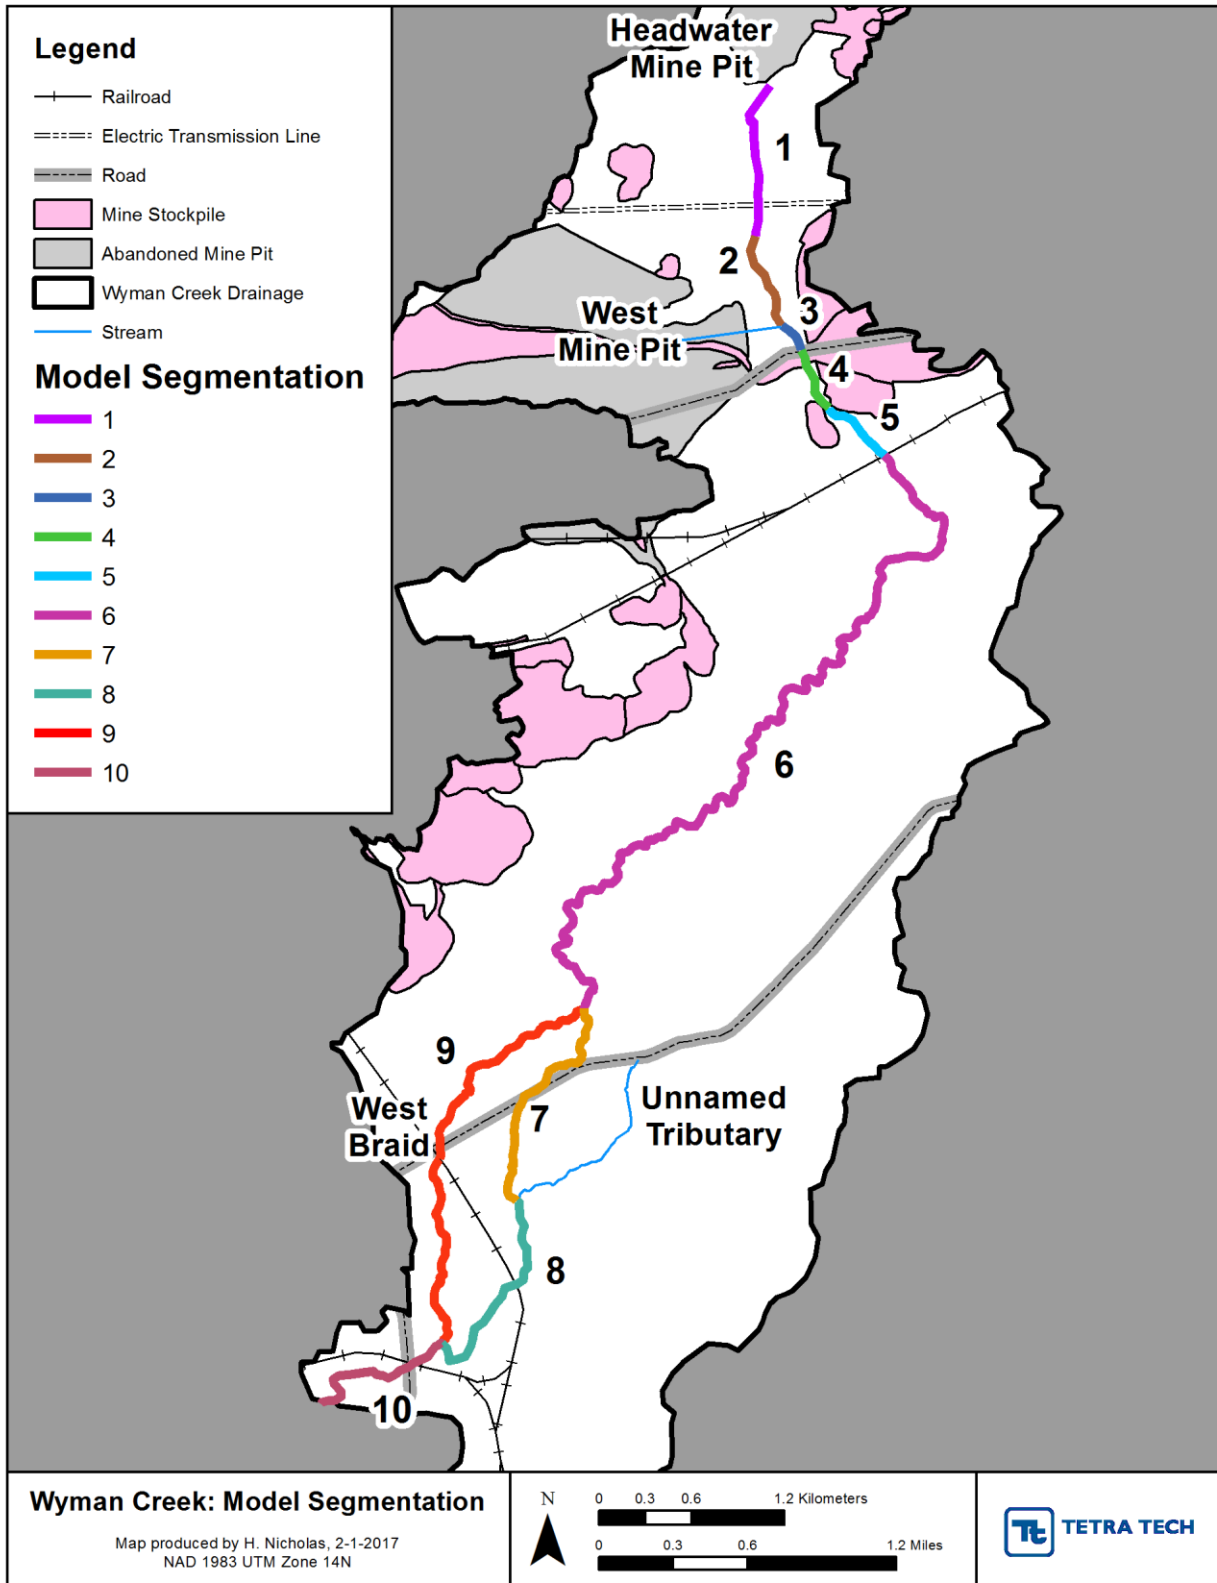 Legend
Railroad
Electric Transmission Line
Road
Mine Stockpile
Abandoned Mine Pit
Wyman Creek Drainage
Stream
Model Segmentation
1
2
3
4
5
6
7
8
9
10
Headwater
Mine Pit
1
2
West
Mine Pit
3
4
5
6
9
West
Braid
7
Unnamed
Tributary
8
10
Wyman Creek: Model Segmentation
Map produced by H. Nicholas, 2-1-2017
NAD 1983 UTM Zone 14N
N
0 0.3 0.6 1.2 Kilometers
0 0.3 0.6 1.2 Miles
Tt TETRA TECH